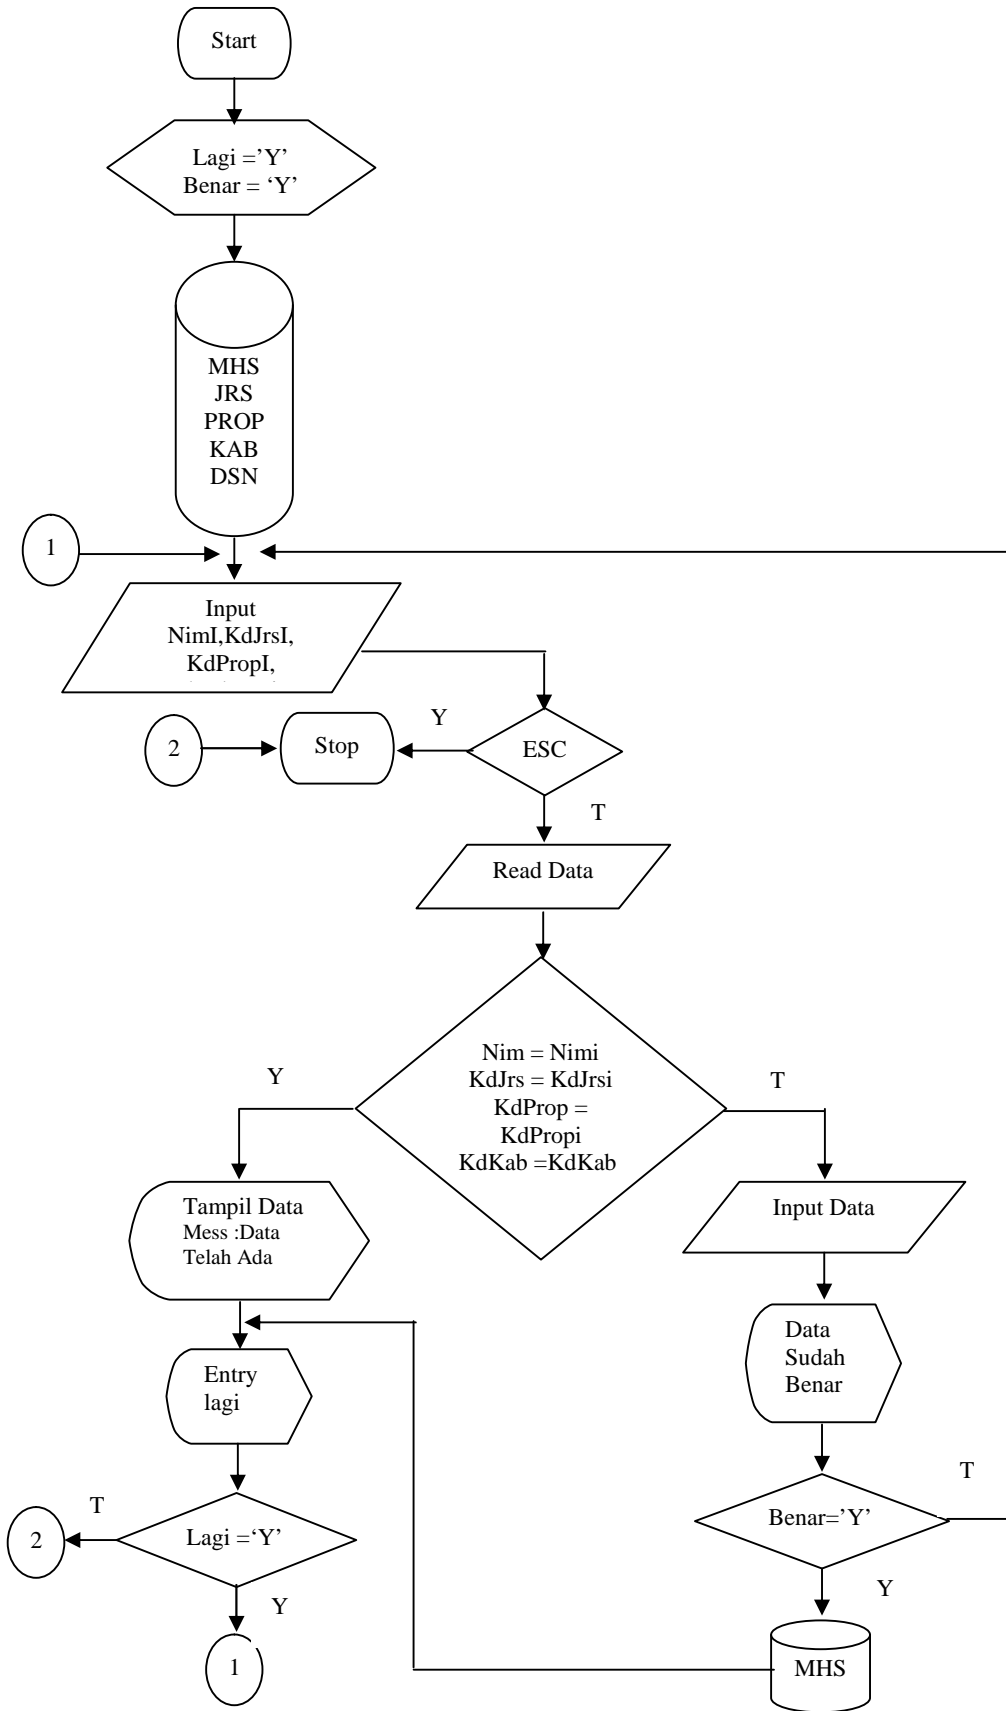 Start
Lagi =’Y’
Benar = ‘Y’
MHS
JRS
PROP
KAB
DSN
1
Input
NimI,KdJrsI,
KdPropI,
2
Stop
Y
ESC
T
Read Data
Nim = Nimi
KdJrs = KdJrsi
KdProp =
KdPropi
KdKab =KdKab
Y
T
Tampil Data
Mess :Data
Telah Ada
Input Data
Data
Sudah
Benar
Entry
lagi
T
Benar=’Y’
T
2
Lagi =‘Y’
Y
Y
1
MHS